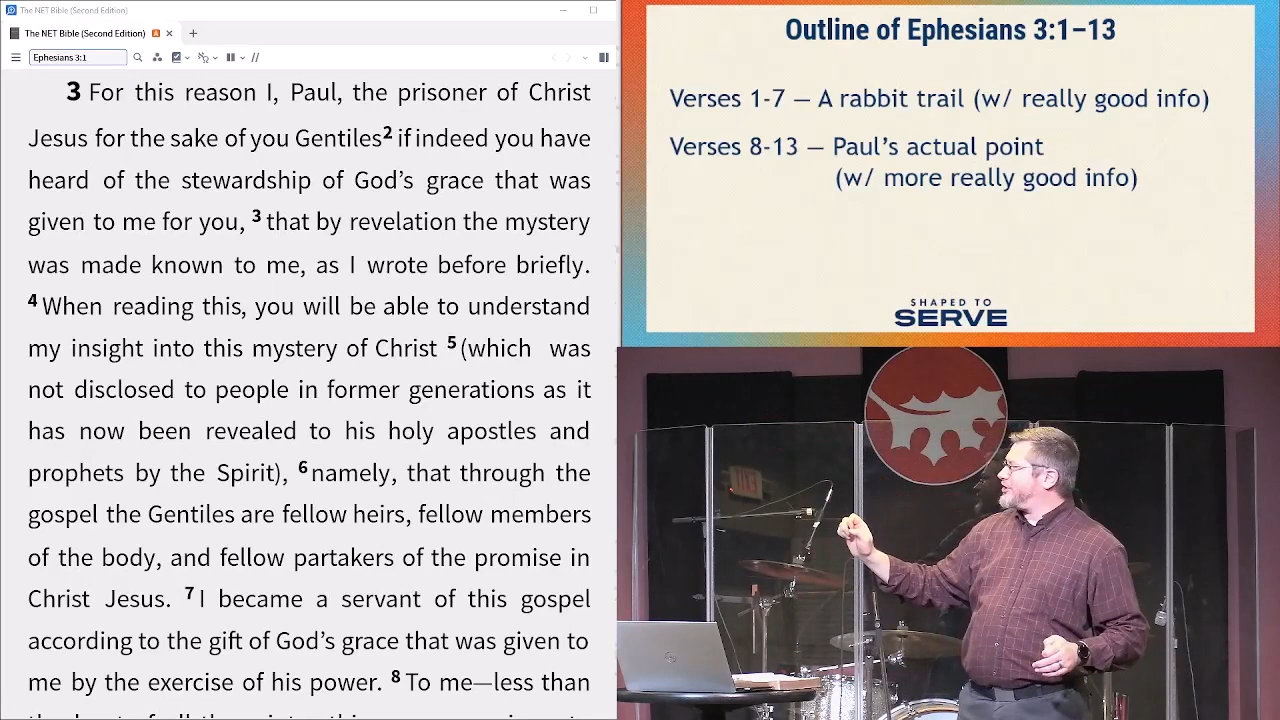 The NET Bible (Second Edition)
The NET Bible (Second Edition) A
Ephesians 3:1
3 For this reason I, Paul, the prisoner of Christ
Jesus for the sake of you Gentiles2 if indeed you have
heard of the stewardship of God's grace that was
given to me for you, 3 that by revelation the mystery
was made known to me, as I wrote before briefly.
4 When reading this, you will be able to understand
my insight into this mystery of Christ 5 (which was
not disclosed to people in former generations as it
has now been revealed to his holy apostles and
prophets by the Spirit), 6 namely, that through the
gospel the Gentiles are fellow heirs, fellow members
of the body, and fellow partakers of the promise in
Christ Jesus. 7 I became a servant of this gospel
according to the gift of God's grace that was given to
me by the exercise of his power. 8 To me—less than
Outline of Ephesians 3:1–13
Verses 1-7 — A rabbit trail (w/ really good info)
Verses 8-13 — Paul's actual point
(w/ more really good info)
SHAPED TO
SERVE
EXIT